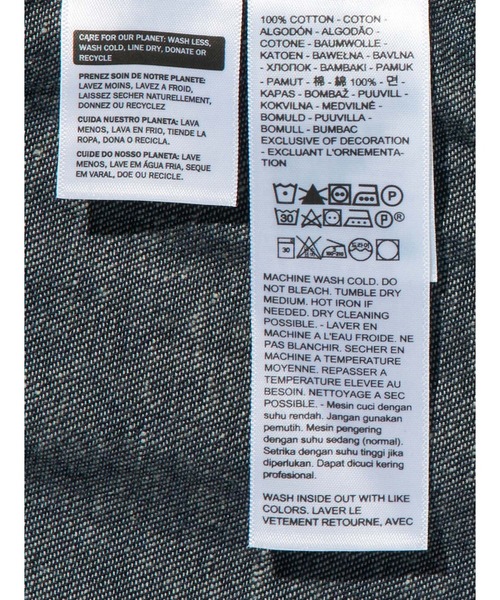 CARE FOR OUR PLANET: WASH LESS,
WASH COLD, LINE DRY, DONATE OR
RECYCLE
PRENEZ SOIN DE NOTRE PLANETE:
LAVEZ MOINS, LAVEZ A FROID,
LAISSEZ SECHER NATURELLEMENT,
DONNEZ OU RECYCLEZ
CUIDA NUESTRO PLANETA: LAVA
MENOS, LAVA EN FRIO, TIENDE LA
ROPA, DONA O RECICLA.
CUIDE DO NOSSO PLANETA: LAVE
MENOS, LAVE EM ÁGUA FRIA, SEQUE
EM VARAL, DOE OU RECICLE.
100% COTTON - COTON -
ALGODÓN - ALGODÃO -
COTONE - BAUMWOLLE -
KATOEN - BAWEŁNA - BAVLNA
- ХЛОПОК - ΒΑΜΒΑΚΙ - PAMUK
- PAMUT - 棉 - 綿 100% - 면 -
KAPAS - BOMBAŽ - PUUVILL -
KOKVILNA - MEDVILNĖ -
BOMULD - PUUVILLA -
BOMULL - BUMBAC
EXCLUSIVE OF DECORATION
- EXCLUANT L'ORNEMENTA-
TION
P
30 P®
30
MACHINE WASH COLD. DO
NOT BLEACH. TUMBLE DRY
MEDIUM. HOT IRON IF
NEEDED. DRY CLEANING
POSSIBLE. - LAVER EN
MACHINE A L'EAU FROIDE. NE
PAS BLANCHIR. SECHER EN
MACHINE A TEMPERATURE
MOYENNE. REPASSER A
TEMPERATURE ELEVEE AU
BESOIN. NETTOYAGE A SEC
POSSIBLE. - Mesin cuci dengan
suhu rendah. Jangan gunakan
pemutih. Mesin pengering
dengan suhu sedang (normal).
Setrika dengan suhu tinggi jika
diperlukan. Dapat dicuci kering
profesional.
WASH INSIDE OUT WITH LIKE
COLORS. LAVER LE
VETEMENT RETOURNE, AVEC